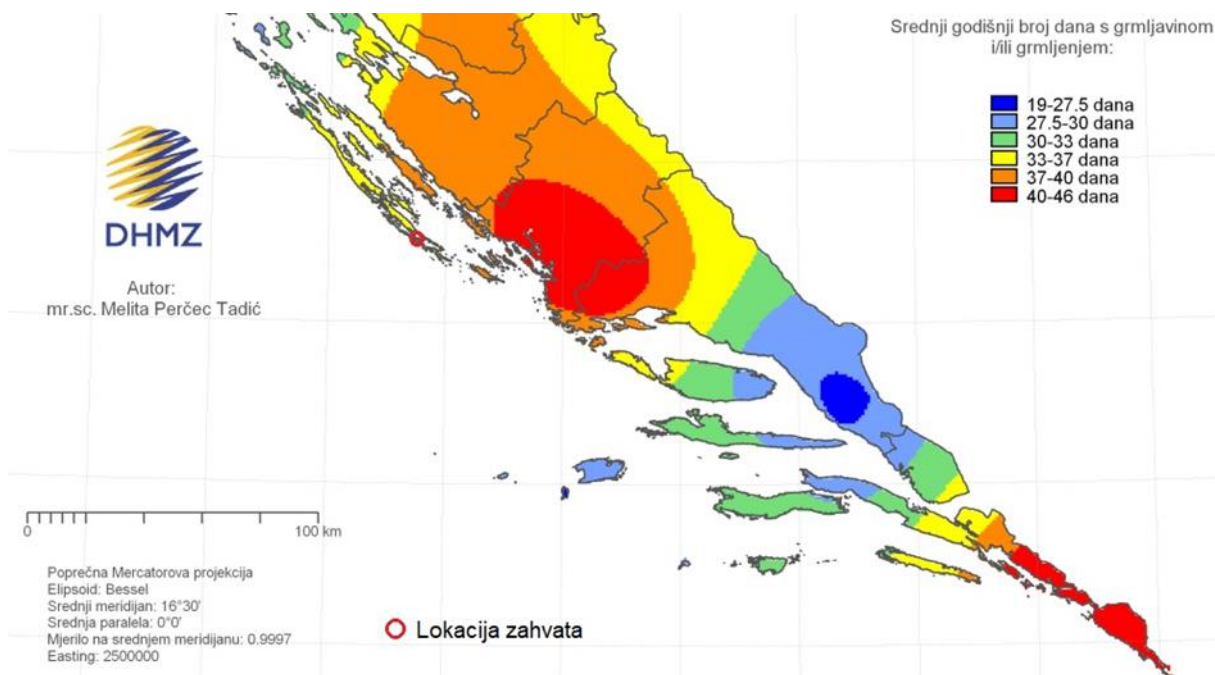 Srednji godišnji broj dana s grmljavinom
i/ili grmljenjem:
19-27.5 dana
27.5-30 dana
30-33 dana
33-37 dana
37-40 dana
40-46 dana
DHMZ
Autor:
mr.sc. Melita Perčec Tadić
0
100 km
Poprečna Mercatorova projekcija
Elipsoid: Bessel
Srednji meridijan: 16°30'
Srednja paralela: 0°0'
Mjerilo na srednjem meridijanu: 0.9997
Easting: 2500000
Lokacija zahvata